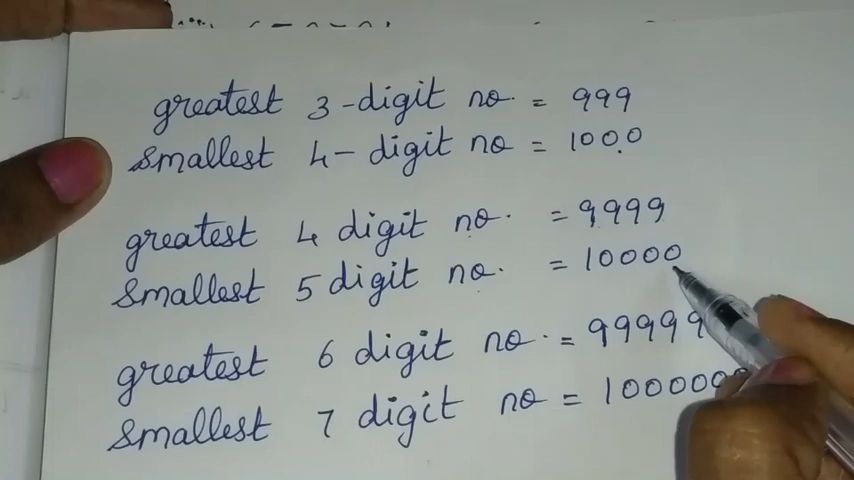 greatest 3-digit no. = 999
Smallest 4-digit no = 1000
greatest 4 digit no. = 9999
Smallest 5 digit no. = 10000
greatest 6 digit no. = 99999
Smallest 7 digit no = 1000000